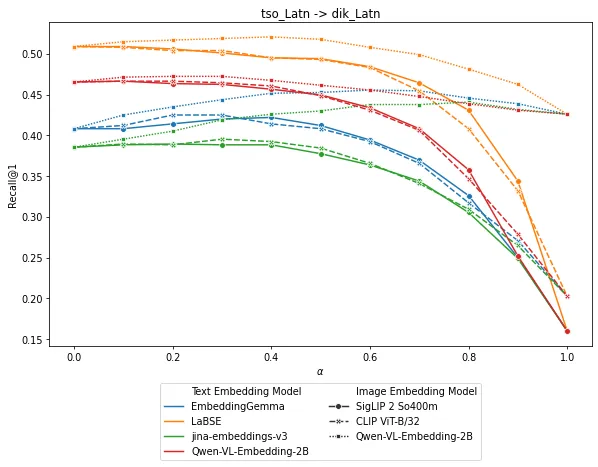 tso_Latn -> dik_Latn
Recall@1
0.50
0.45
0.40
0.35
0.30
0.25
0.20
0.15
0.0
0.2
0.4
0.6
0.8
1.0
α
Text Embedding Model
EmbeddingGemma
LaBSE
jina-embeddings-v3
Qwen-VL-Embedding-2B
Image Embedding Model
SigLIP 2 So400m
CLIP ViT-B/32
Qwen-VL-Embedding-2B